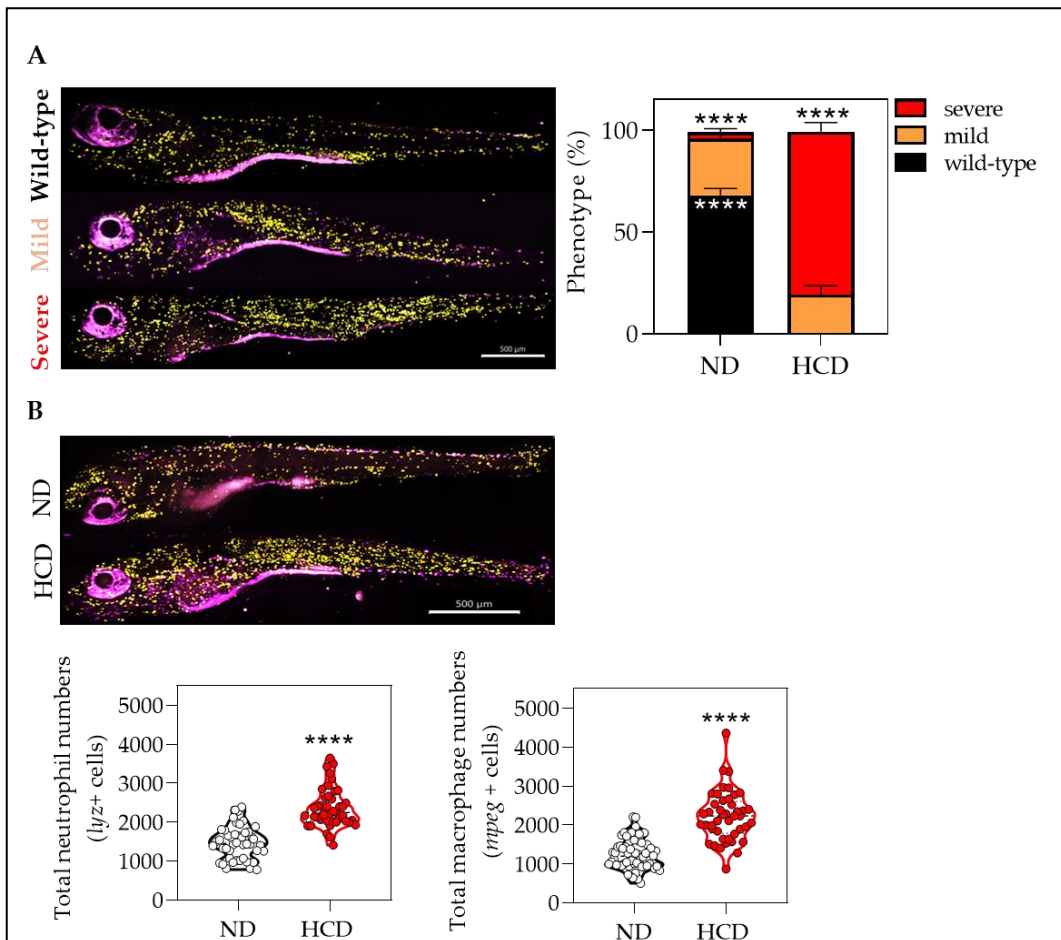 A
Wild-type
Mild
Severe
500 µm
Phenotype (%)
100
50
0
****
****
****
ND
HCD
severe
mild
wild-type
B
ND
HCD
500 µm
Total neutrophil numbers
(lyz+ cells)
5000
4000
3000
2000
1000
0
****
ND
HCD
Total macrophage numbers
(mpeg + cells)
5000
4000
3000
2000
1000
0
****
ND
HCD